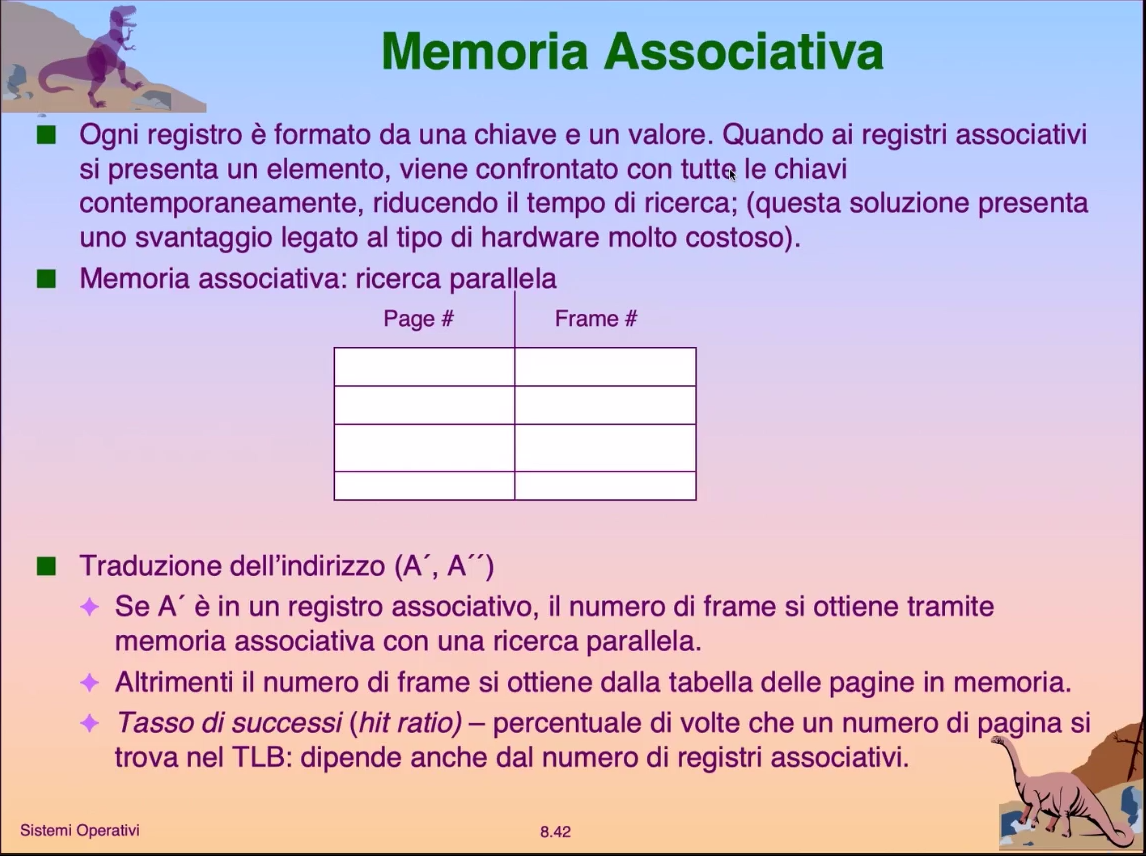 Memoria Associativa
Ogni registro è formato da una chiave e un valore. Quando ai registri associativi
si presenta un elemento, viene confrontato con tutte le chiavi
contemporaneamente, riducendo il tempo di ricerca; (questa soluzione presenta
uno svantaggio legato al tipo di hardware molto costoso).
Memoria associativa: ricerca parallela
Page # Frame #
Traduzione dell’indirizzo (A´, A´´)
Se A´ è in un registro associativo, il numero di frame si ottiene tramite
memoria associativa con una ricerca parallela.
Altrimenti il numero di frame si ottiene dalla tabella delle pagine in memoria.
Tasso di successi (hit ratio) – percentuale di volte che un numero di pagina si
trova nel TLB: dipende anche dal numero di registri associativi.
Sistemi Operativi 8.42